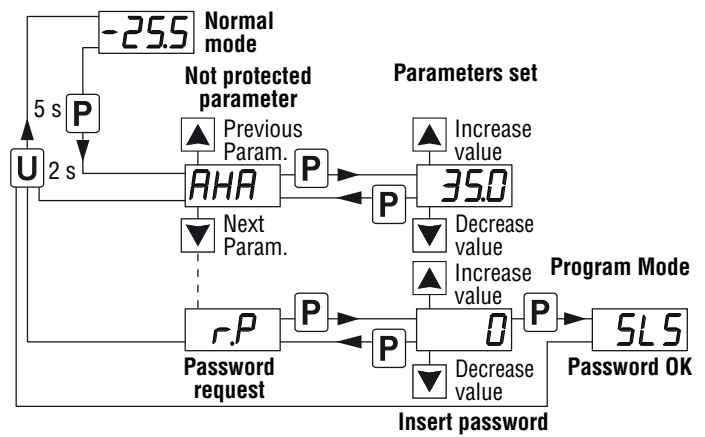 -25.5
Normal
mode
Not protected
parameter
Parameters set
5 s
P
Previous
Param.
Increase
value
U
2 s
AHA
P
P
35.0
Next
Param.
Decrease
value
Increase
value
Program Mode
r.P
P
P
0
P
SLS
Password
request
Decrease
value
Password OK
Insert password